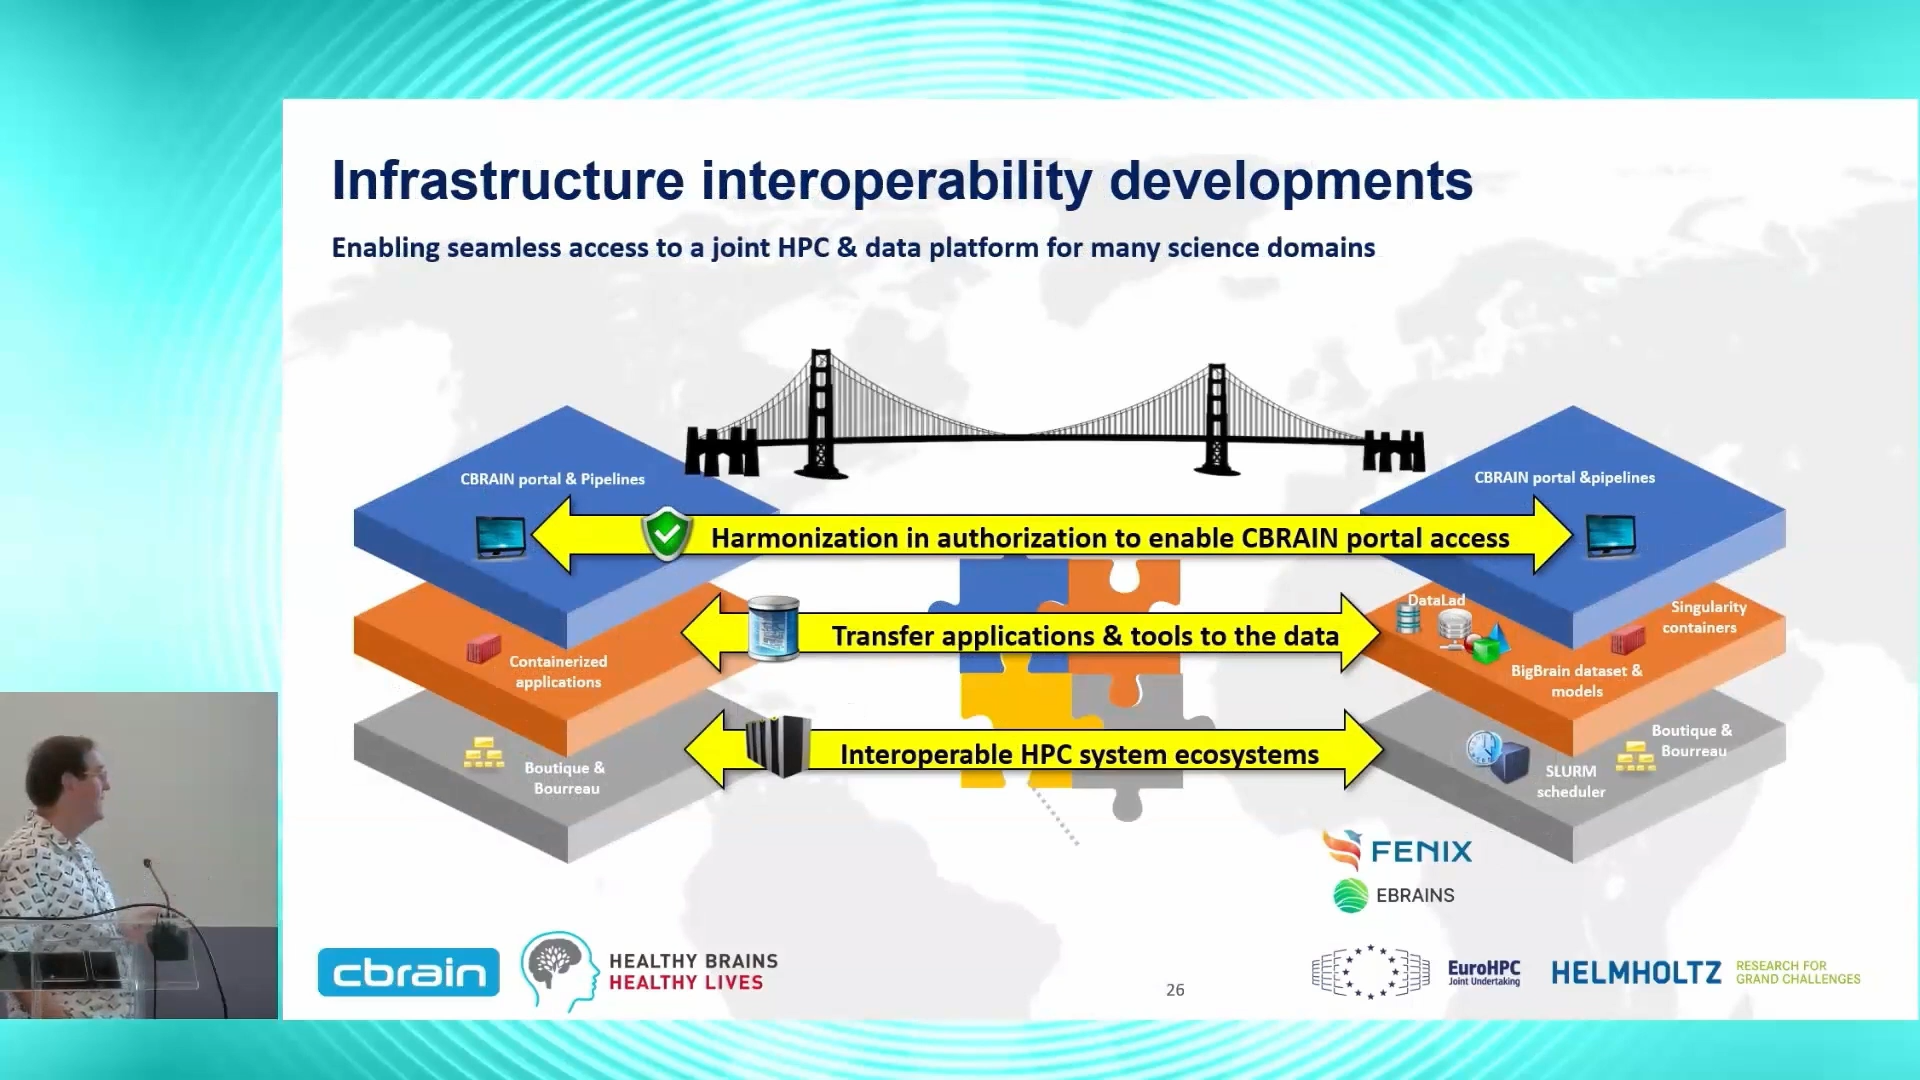 Infrastructure interoperability developments
Enabling seamless access to a joint HPC & data platform for many science domains
CBRAIN portal & Pipelines
CBRAIN portal &pipelines
Harmonization in authorization to enable CBRAIN portal access
DataLad
Singularity
containers
Transfer applications & tools to the data
Containerized
applications
BigBrain dataset &
models
Boutique &
Bourreau
Interoperable HPC system ecosystems
Boutique &
Bourreau
SLURM
scheduler
FENIX
EBRAINS
cbrain
HEALTHY BRAINS
HEALTHY LIVES
26
EuroHPC
Joint Undertaking
HELMHOLTZ
RESEARCH FOR
GRAND CHALLENGES